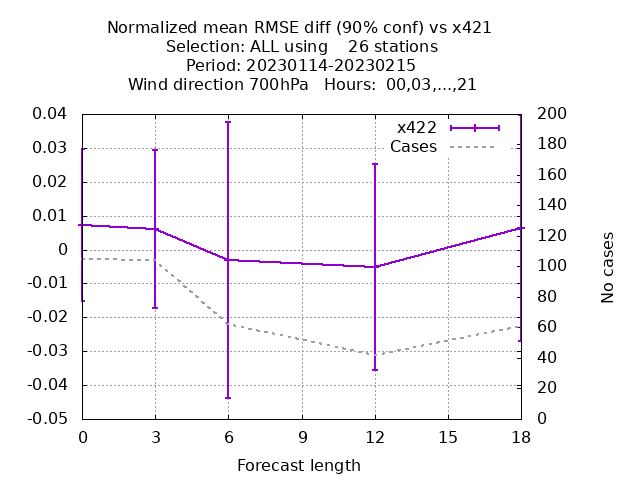 Normalized mean RMSE diff (90% conf) vs x421
Selection: ALL using    26 stations
Period: 20230114-20230215
Wind direction 700hPa   Hours:  00,03,...,21
0.04
0.03
0.02
0.01
0
-0.01
-0.02
-0.03
-0.04
-0.05
x422
Cases
200
180
160
140
120
100
80
60
40
20
0
No cases
0 3 6 9 12 15 18
Forecast length